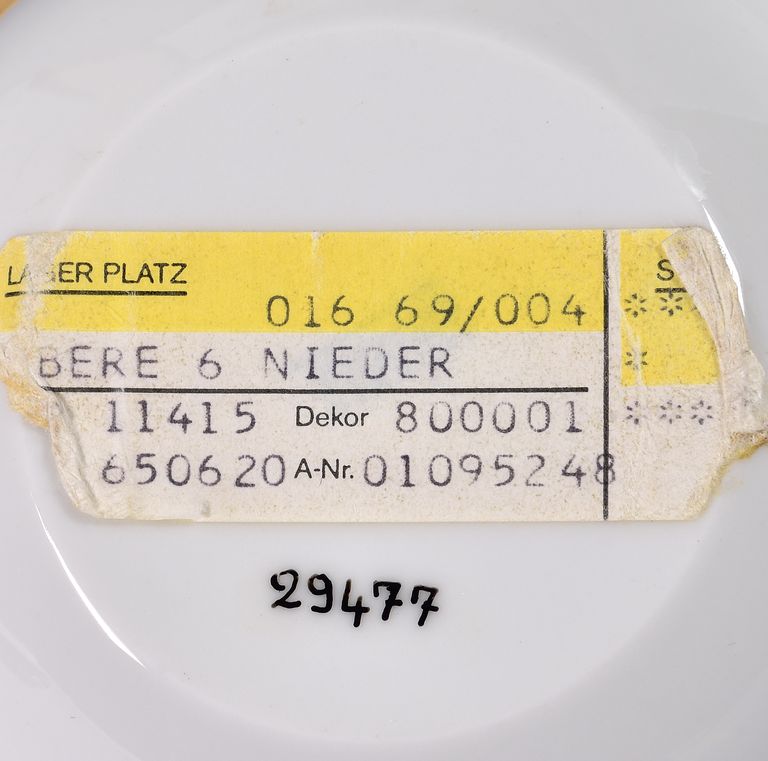 LAGER PLATZ
016 69/004 ***
BERE 6 NIEDER *
11415 Dekor 800001 ***
650620 A-Nr. 01095248
29477